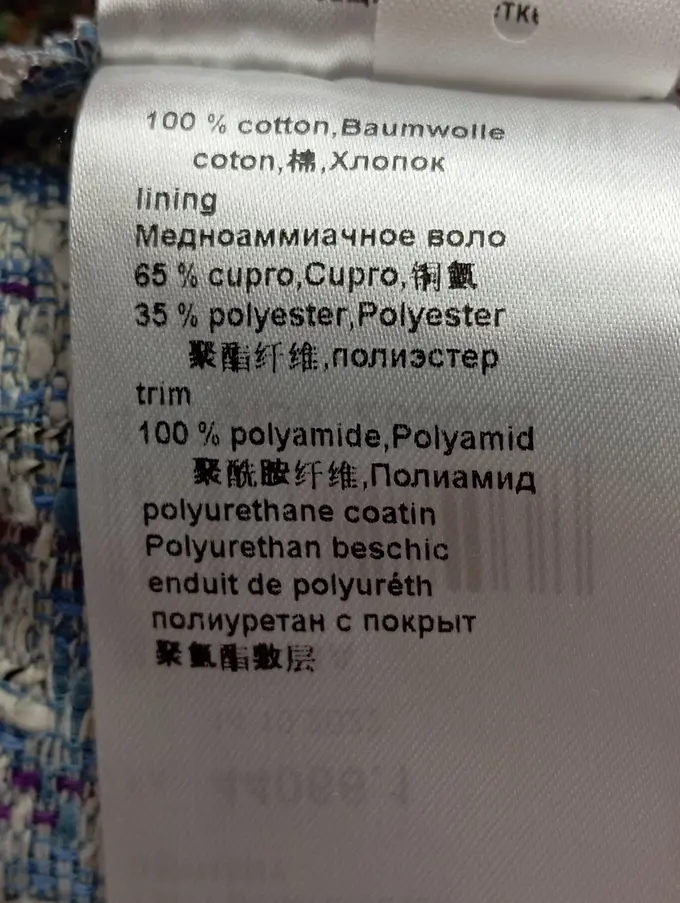 100 % cotton,Baumwolle
coton,棉,Хлопок
lining
Медноаммиачное воло
65 % cupro,Cupro,铜氨
35 % polyester,Polyester
聚酯纤维,полиэстер
trim
100 % polyamide,Polyamid
聚酰胺纤维,Полиамид
polyurethane coatin
Polyurethan beschic
enduit de polyuréth
полиуретан с покрыт
聚氨酯敷层